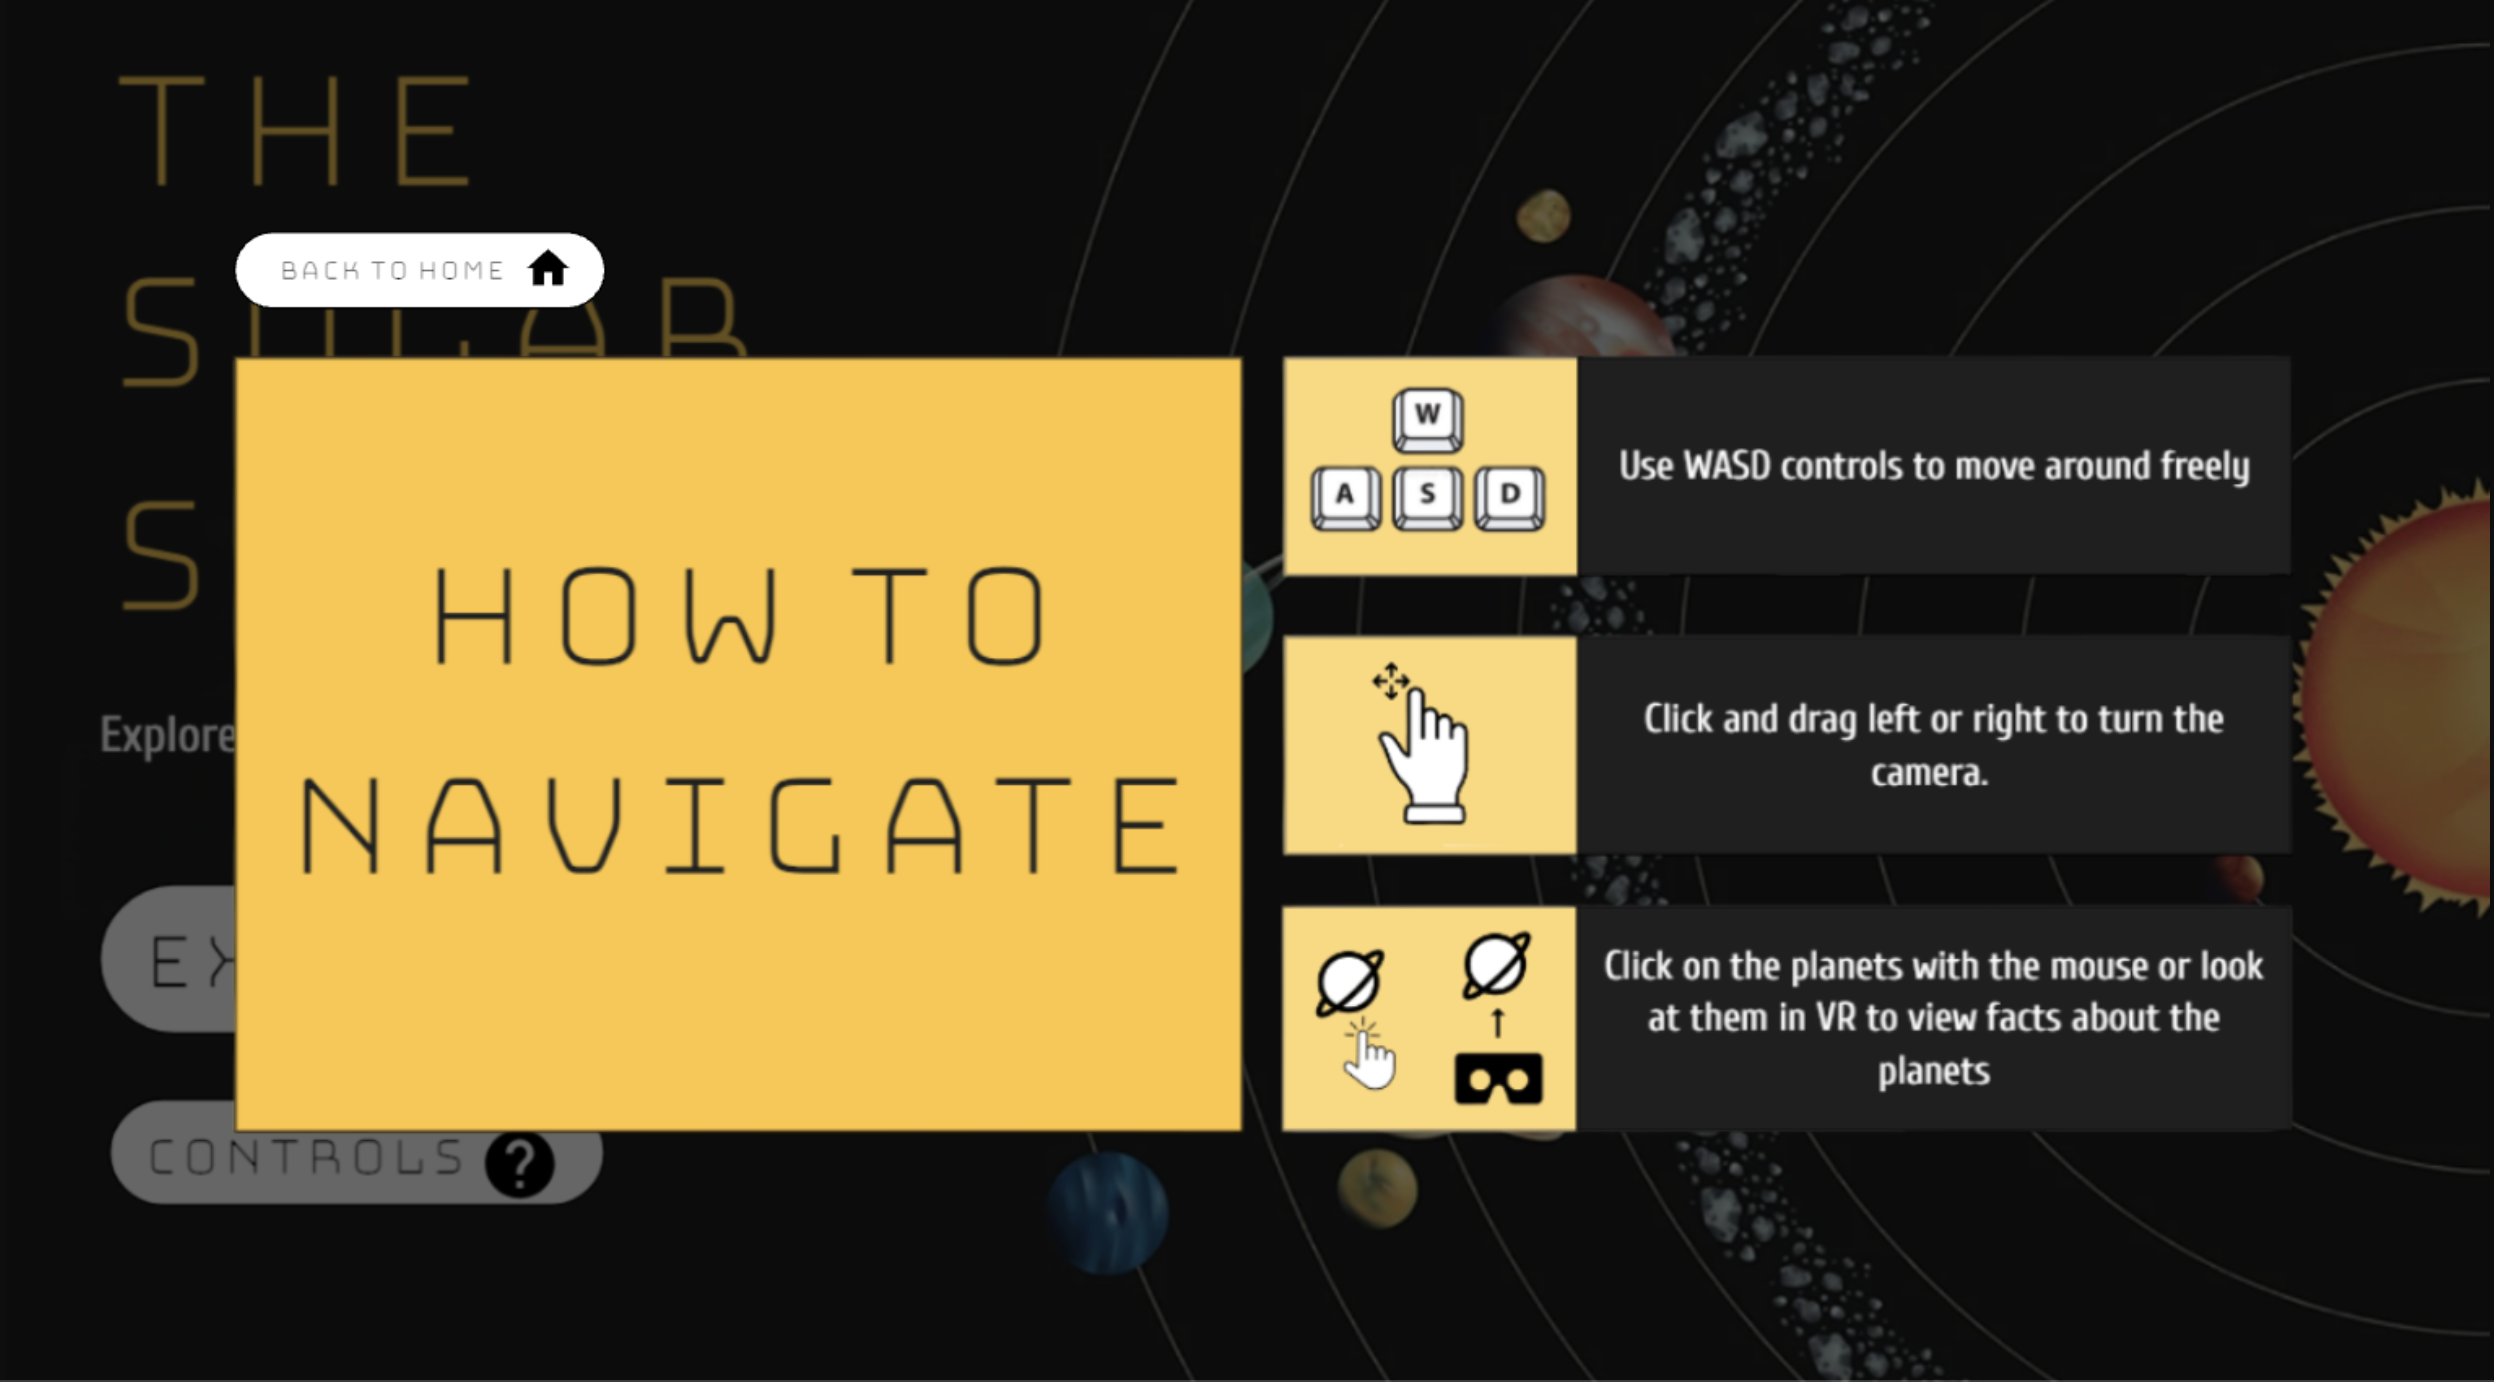 THE
BACK TO HOME
S
S
HOW TO
NAVIGATE
W
A S D
Use WASD controls to move around freely
Click and drag left or right to turn the
camera.
Click on the planets with the mouse or look
at them in VR to view facts about the
planets
Explore
CONTROLS ?